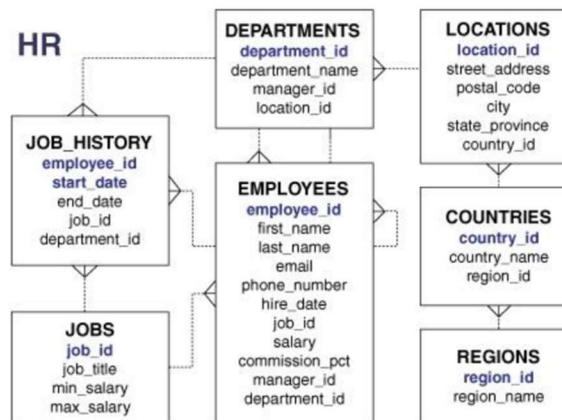 HR
DEPARTMENTS
department_id
department_name
manager_id
location_id
LOCATIONS
location_id
street_address
postal_code
city
state_province
country_id
JOB_HISTORY
employee_id
start_date
end_date
job_id
department_id
EMPLOYEES
employee_id
first_name
last_name
email
phone_number
hire_date
job_id
salary
commission_pct
manager_id
department_id
COUNTRIES
country_id
country_name
region_id
JOBS
job_id
job_title
min_salary
max_salary
REGIONS
region_id
region_name